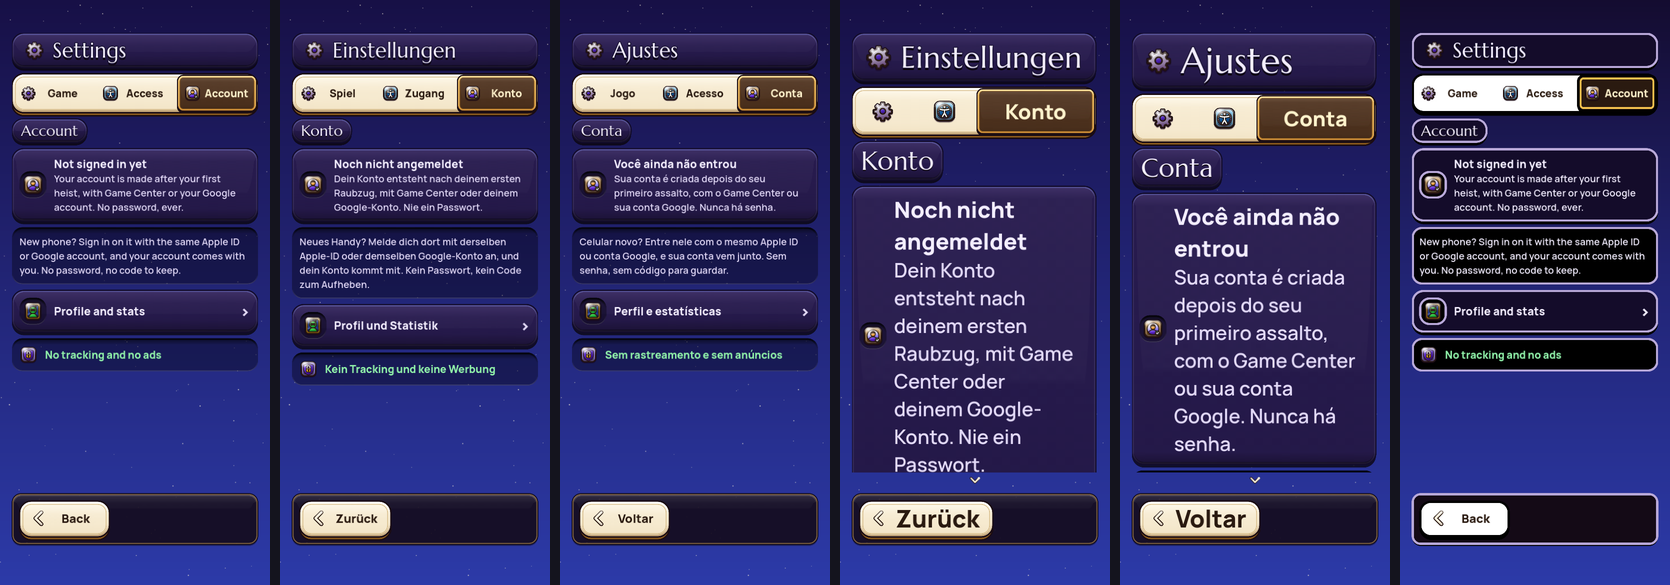 Settings
Game Access Account
Account
Not signed in yet
Your account is made after your first
heist, with Game Center or your Google
account. No password, ever.
New phone? Sign in on it with the same Apple ID
or Google account, and your account comes with
you. No password, no code to keep.
Profile and stats
No tracking and no ads
Back
Einstellungen
Spiel Zugang Konto
Konto
Noch nicht angemeldet
Dein Konto entsteht nach deinem ersten
Raubzug, mit Game Center oder deinem
Google-Konto. Nie ein Passwort.
Neues Handy? Melde dich dort mit derselben
Apple-ID oder demselben Google-Konto an, und
dein Konto kommt mit. Kein Passwort, kein Code
zum Aufheben.
Profil und Statistik
Kein Tracking und keine Werbung
Zurück
Ajustes
Jogo Acesso Conta
Conta
Você ainda não entrou
Sua conta é criada depois do seu
primeiro assalto, com o Game Center ou
sua conta Google. Nunca há senha.
Celular novo? Entre nele com o mesmo Apple ID
ou conta Google, e sua conta vem junto. Sem
senha, sem código para guardar.
Perfil e estatísticas
Sem rastreamento e sem anúncios
Voltar
Einstellungen
Konto
Konto
Noch nicht
angemeldet
Dein Konto
entsteht nach
deinem ersten
Raubzug, mit Game
Center oder
deinem Google-
Konto. Nie ein
Passwort.
Zurück
Ajustes
Conta
Conta
Você ainda não
entrou
Sua conta é criada
depois do seu
primeiro assalto,
com o Game Center
ou sua conta
Google. Nunca há
senha.
Voltar
Settings
Game Access Account
Account
Not signed in yet
Your account is made after your first
heist, with Game Center or your Google
account. No password, ever.
New phone? Sign in on it with the same Apple ID
or Google account, and your account comes with
you. No password, no code to keep.
Profile and stats
No tracking and no ads
Back